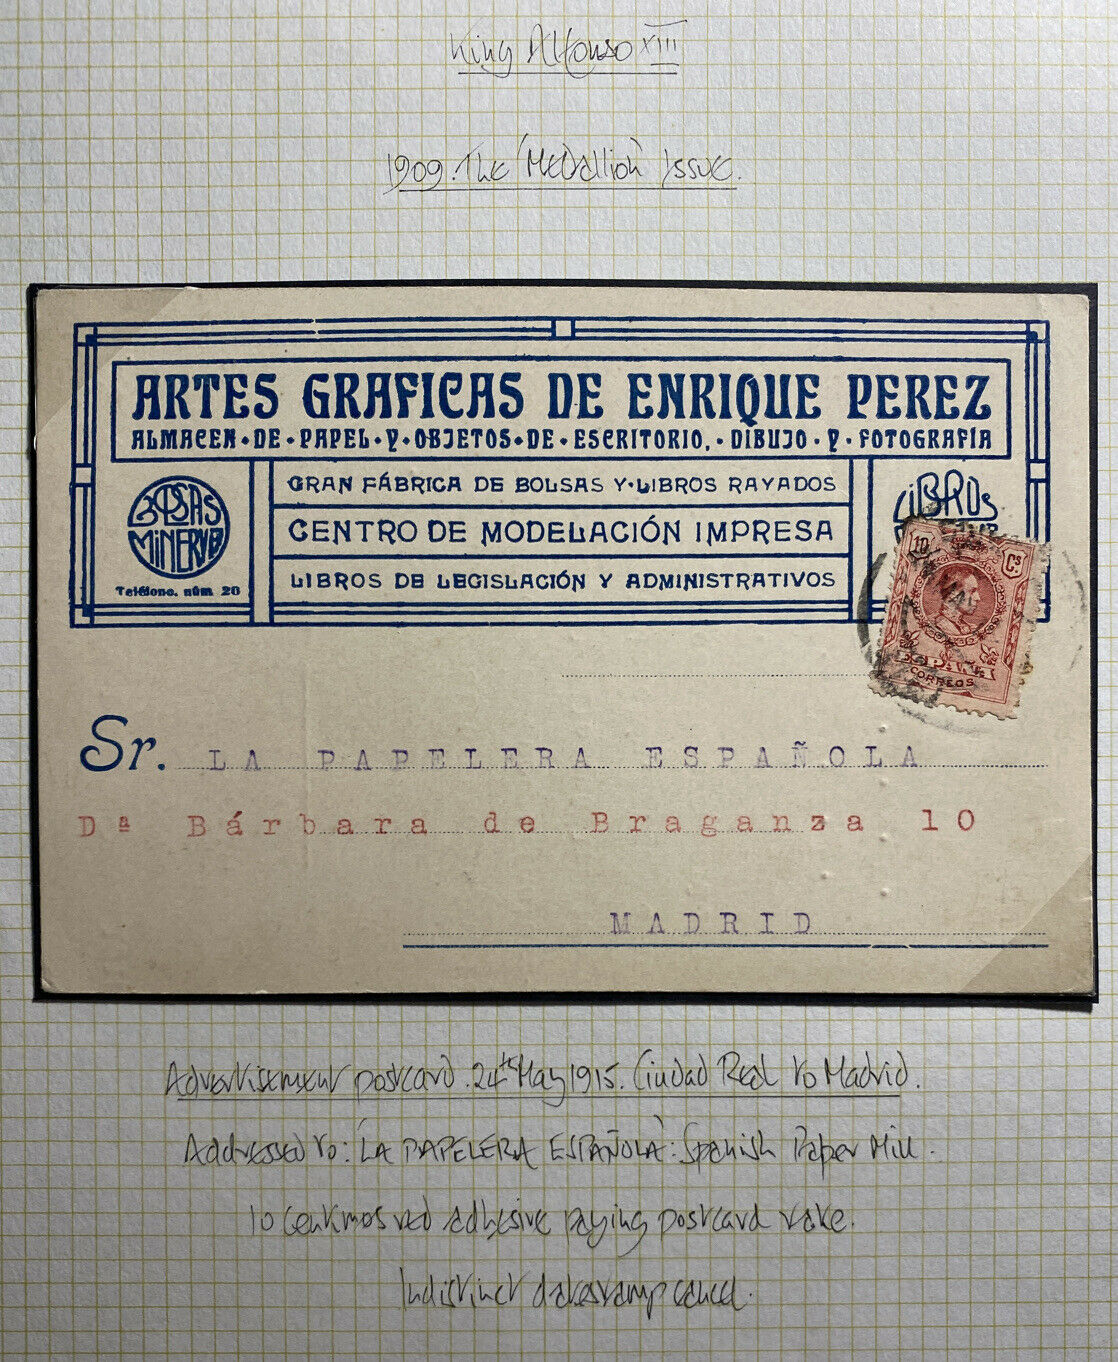 King Alfonso XIII
1909. The 'Medallion' Issue.
ARTES GRAFICAS DE ENRIQUE PEREZ
ALMACEN·DE·PAPEL·Y·OBJETOS·DE·ESCRITORIO,·DIBUJO·Y·FOTOGRAFÍA
BOLSAS
MINERVA
Teléfono. núm. 20
GRAN FÁBRICA DE BOLSAS Y·LIBROS RAYADOS
CENTRO DE MODELACIÓN IMPRESA
LIBROS DE LEGISLACIÓN Y ADMINISTRATIVOS
LIBROS
10 Cs
ESPAÑA
CORREOS
Sr. LA PAPELERA ESPAÑOLA
Dª Bárbara de Braganza 10
MADRID
Advertisement postcard. 24th May 1915. Ciudad Real to Madrid.
Addressed to: 'LA PAPELERA ESPAÑOLA': Spanish Paper Mill.
10 centimos red adhesive paying postcard rate.
Indistinct datestamp cancel.